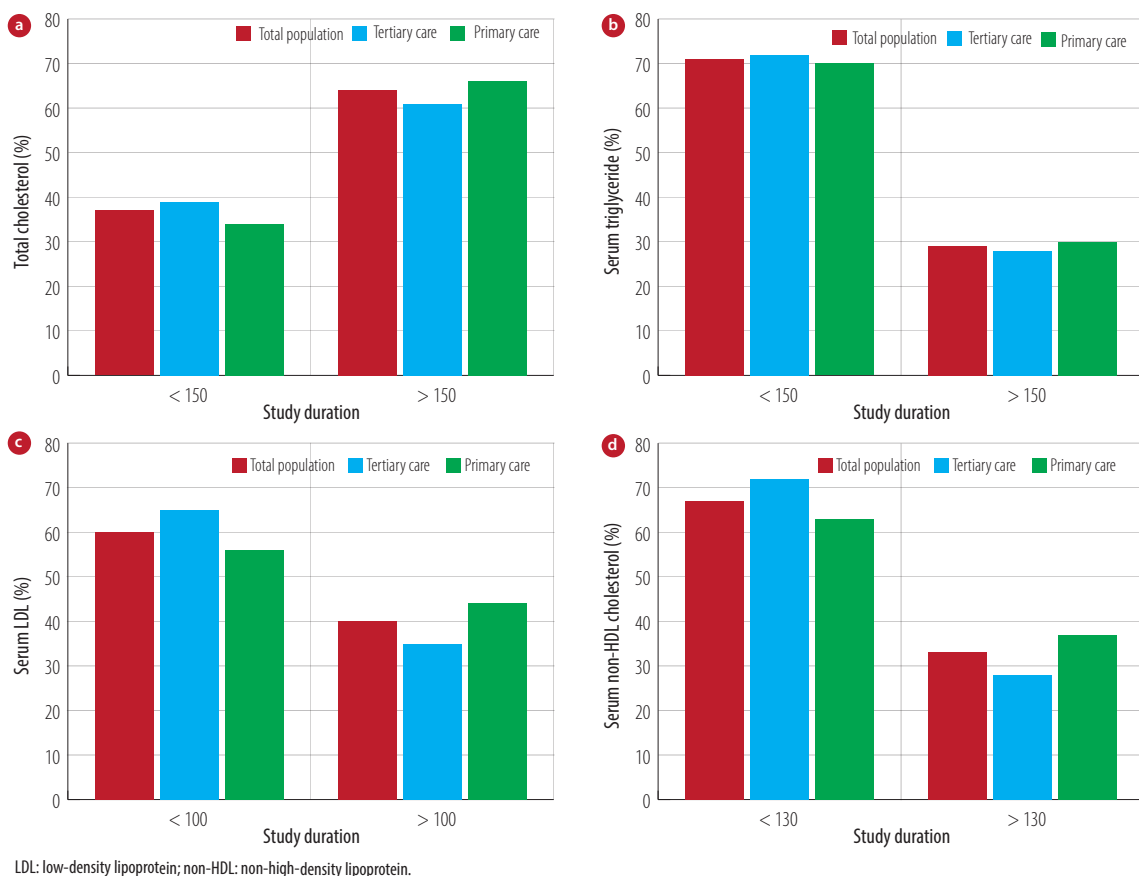 a
Total population Tertiary care Primary care
Total cholesterol (%)
80
70
60
50
40
30
20
10
0
< 150 > 150
Study duration
b
Total population Tertiary care Primary care
Serum triglyceride (%)
80
70
60
50
40
30
20
10
0
< 150 > 150
Study duration
c
Total population Tertiary care Primary care
Serum LDL (%)
80
70
60
50
40
30
20
10
0
< 100 > 100
Study duration
d
Total population Tertiary care Primary care
Serum non-HDL cholesterol (%)
80
70
60
50
40
30
20
10
0
< 130 > 130
Study duration
LDL: low-density lipoprotein; non-HDL: non-high-density lipoprotein.